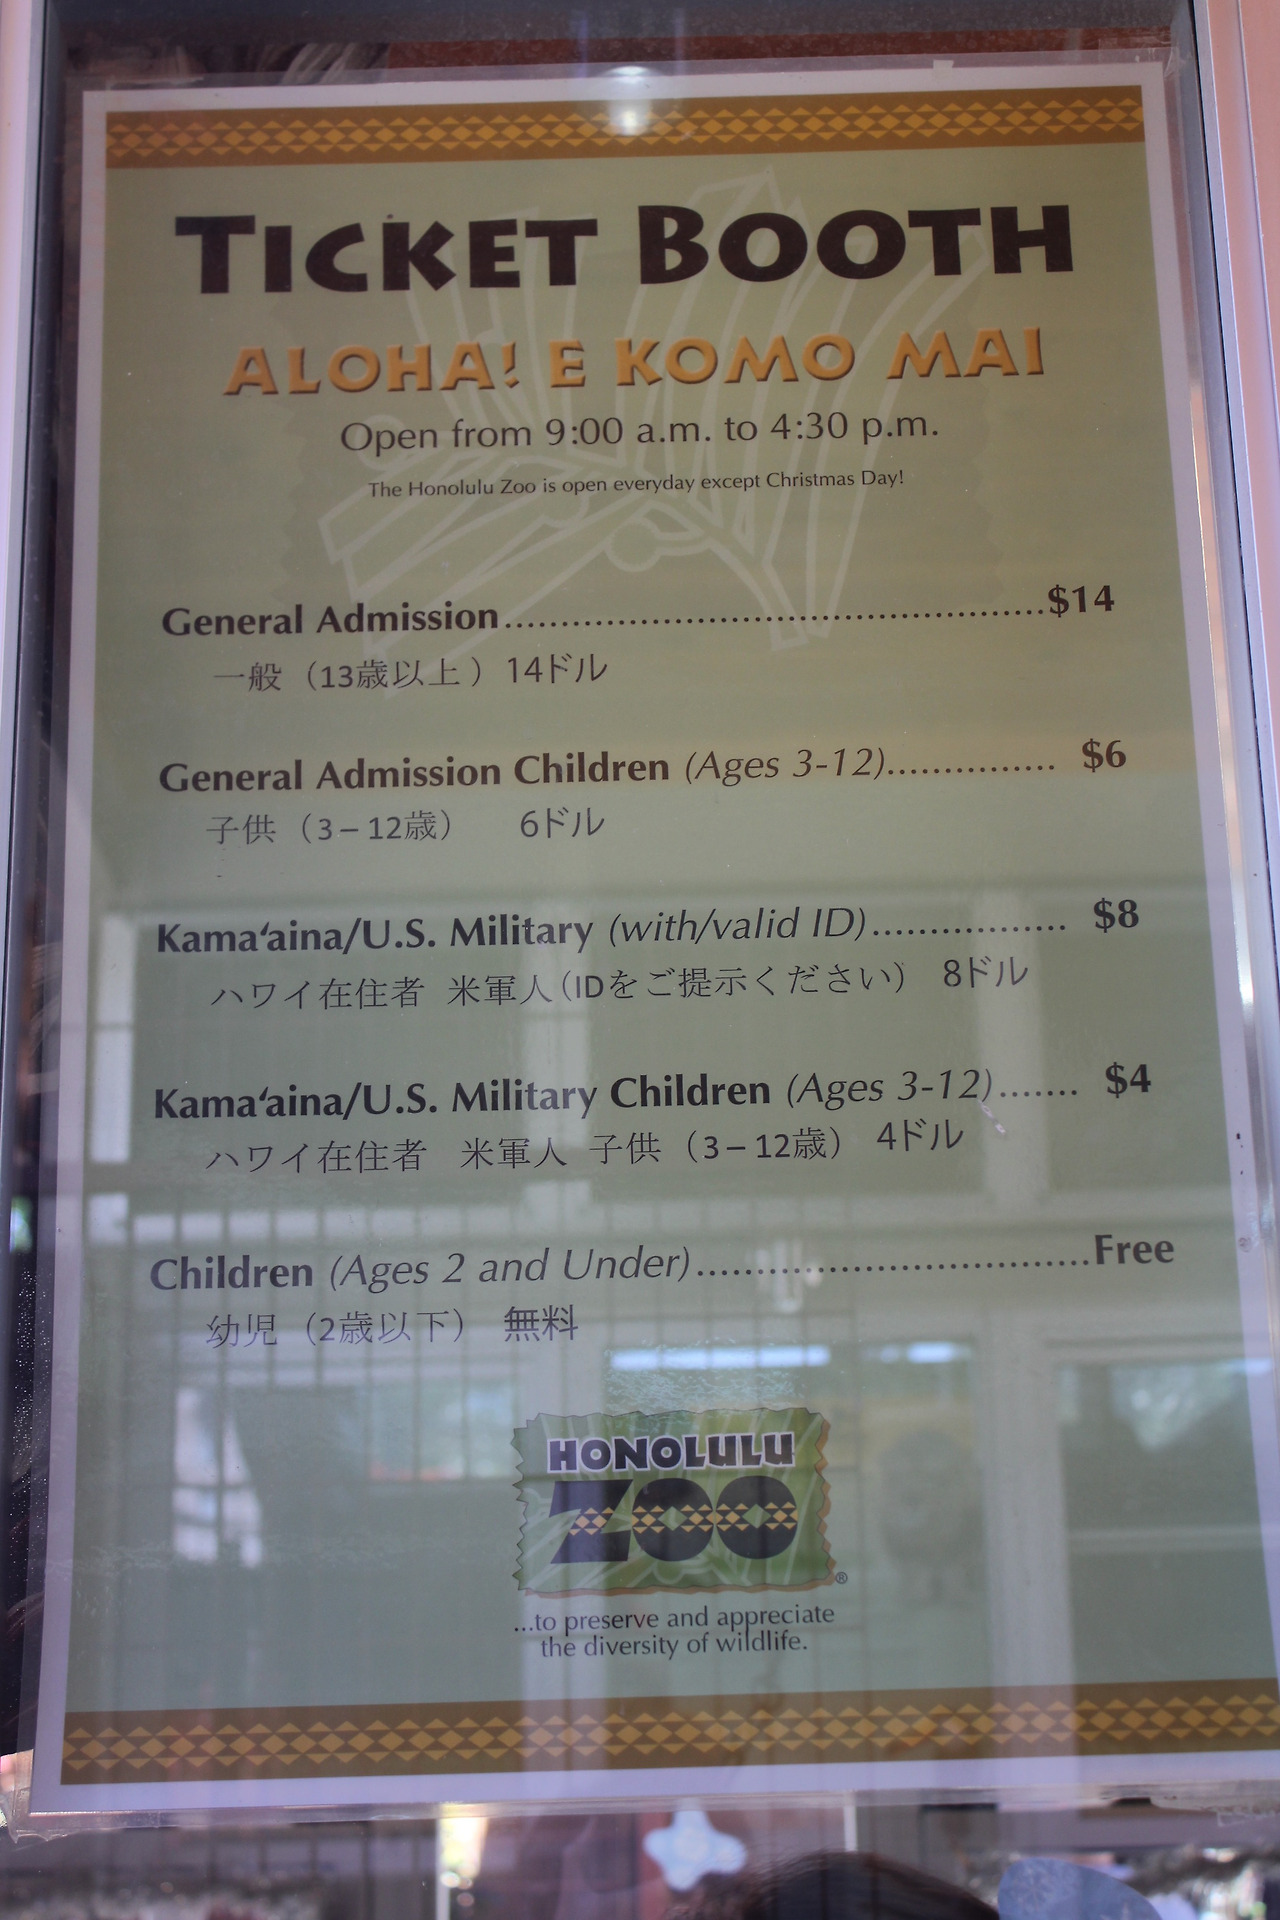 TICKET BOOTH
ALOHA! E KOMO MAI
Open from 9:00 a.m. to 4:30 p.m.
The Honolulu Zoo is open everyday except Christmas Day!
General Admission.................................................$14
一般（13歳以上）14ドル
General Admission Children (Ages 3-12)............... $6
子供（3－12歳） 6ドル
Kama‘aina/U.S. Military (with/valid ID)................. $8
ハワイ在住者 米軍人（IDをご提示ください） 8ドル
Kama‘aina/U.S. Military Children (Ages 3-12)....... $4
ハワイ在住者 米軍人 子供（3－12歳） 4ドル
Children (Ages 2 and Under)...................................Free
幼児（2歳以下） 無料
HONOLULU
ZOO
®
...to preserve and appreciate
the diversity of wildlife.